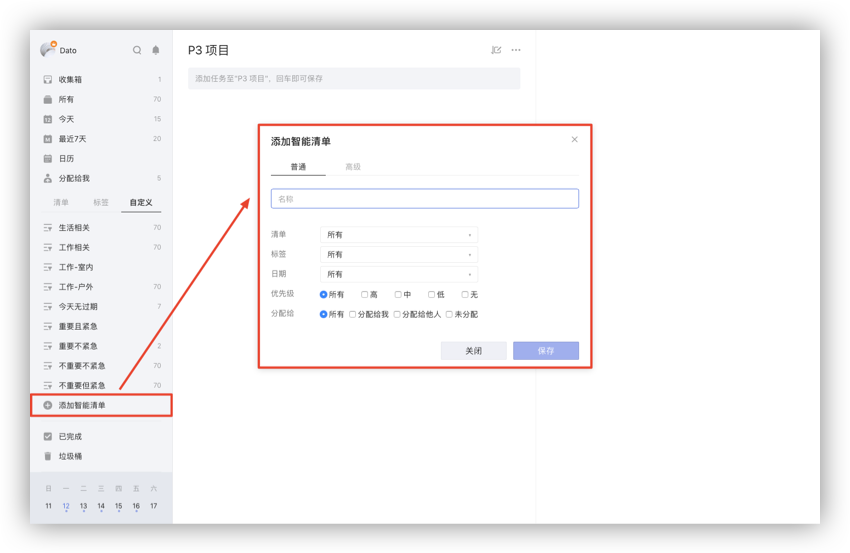 Dato
收集箱 1
所有 70
今天 15
最近7天 20
日历
分配给我 5
清单 标签 自定义
生活相关 70
工作相关 70
工作-室内
工作-户外 70
今天无过期 7
重要且紧急
重要不紧急 2
不重要不紧急 70
不重要但紧急 70
添加智能清单
已完成
垃圾桶
日 一 二 三 四 五 六
11 12 13 14 15 16 17
P3 项目
添加任务至"P3 项目"，回车即可保存
添加智能清单
普通 高级
名称
清单 所有
标签 所有
日期 所有
优先级 所有 高 中 低 无
分配给 所有 分配给我 分配给他人 未分配
关闭 保存